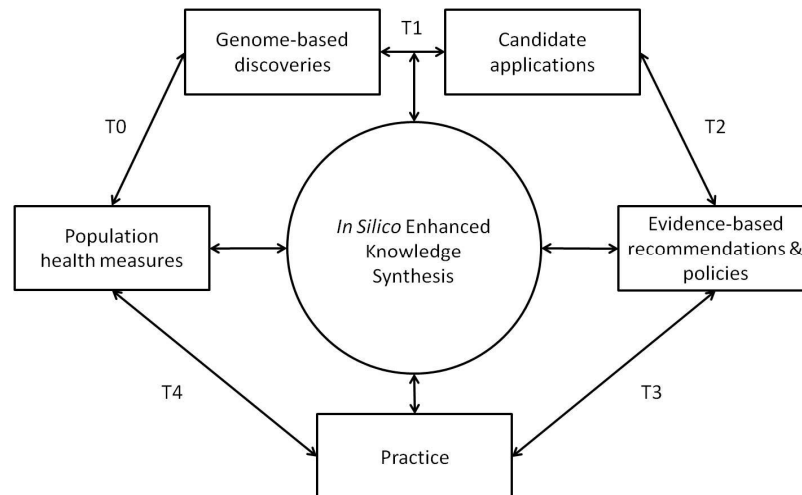 T1
Genome-based
discoveries
Candidate
applications
T0
T2
Population
health measures
In Silico Enhanced
Knowledge
Synthesis
Evidence-based
recommendations &
policies
T4
T3
Practice